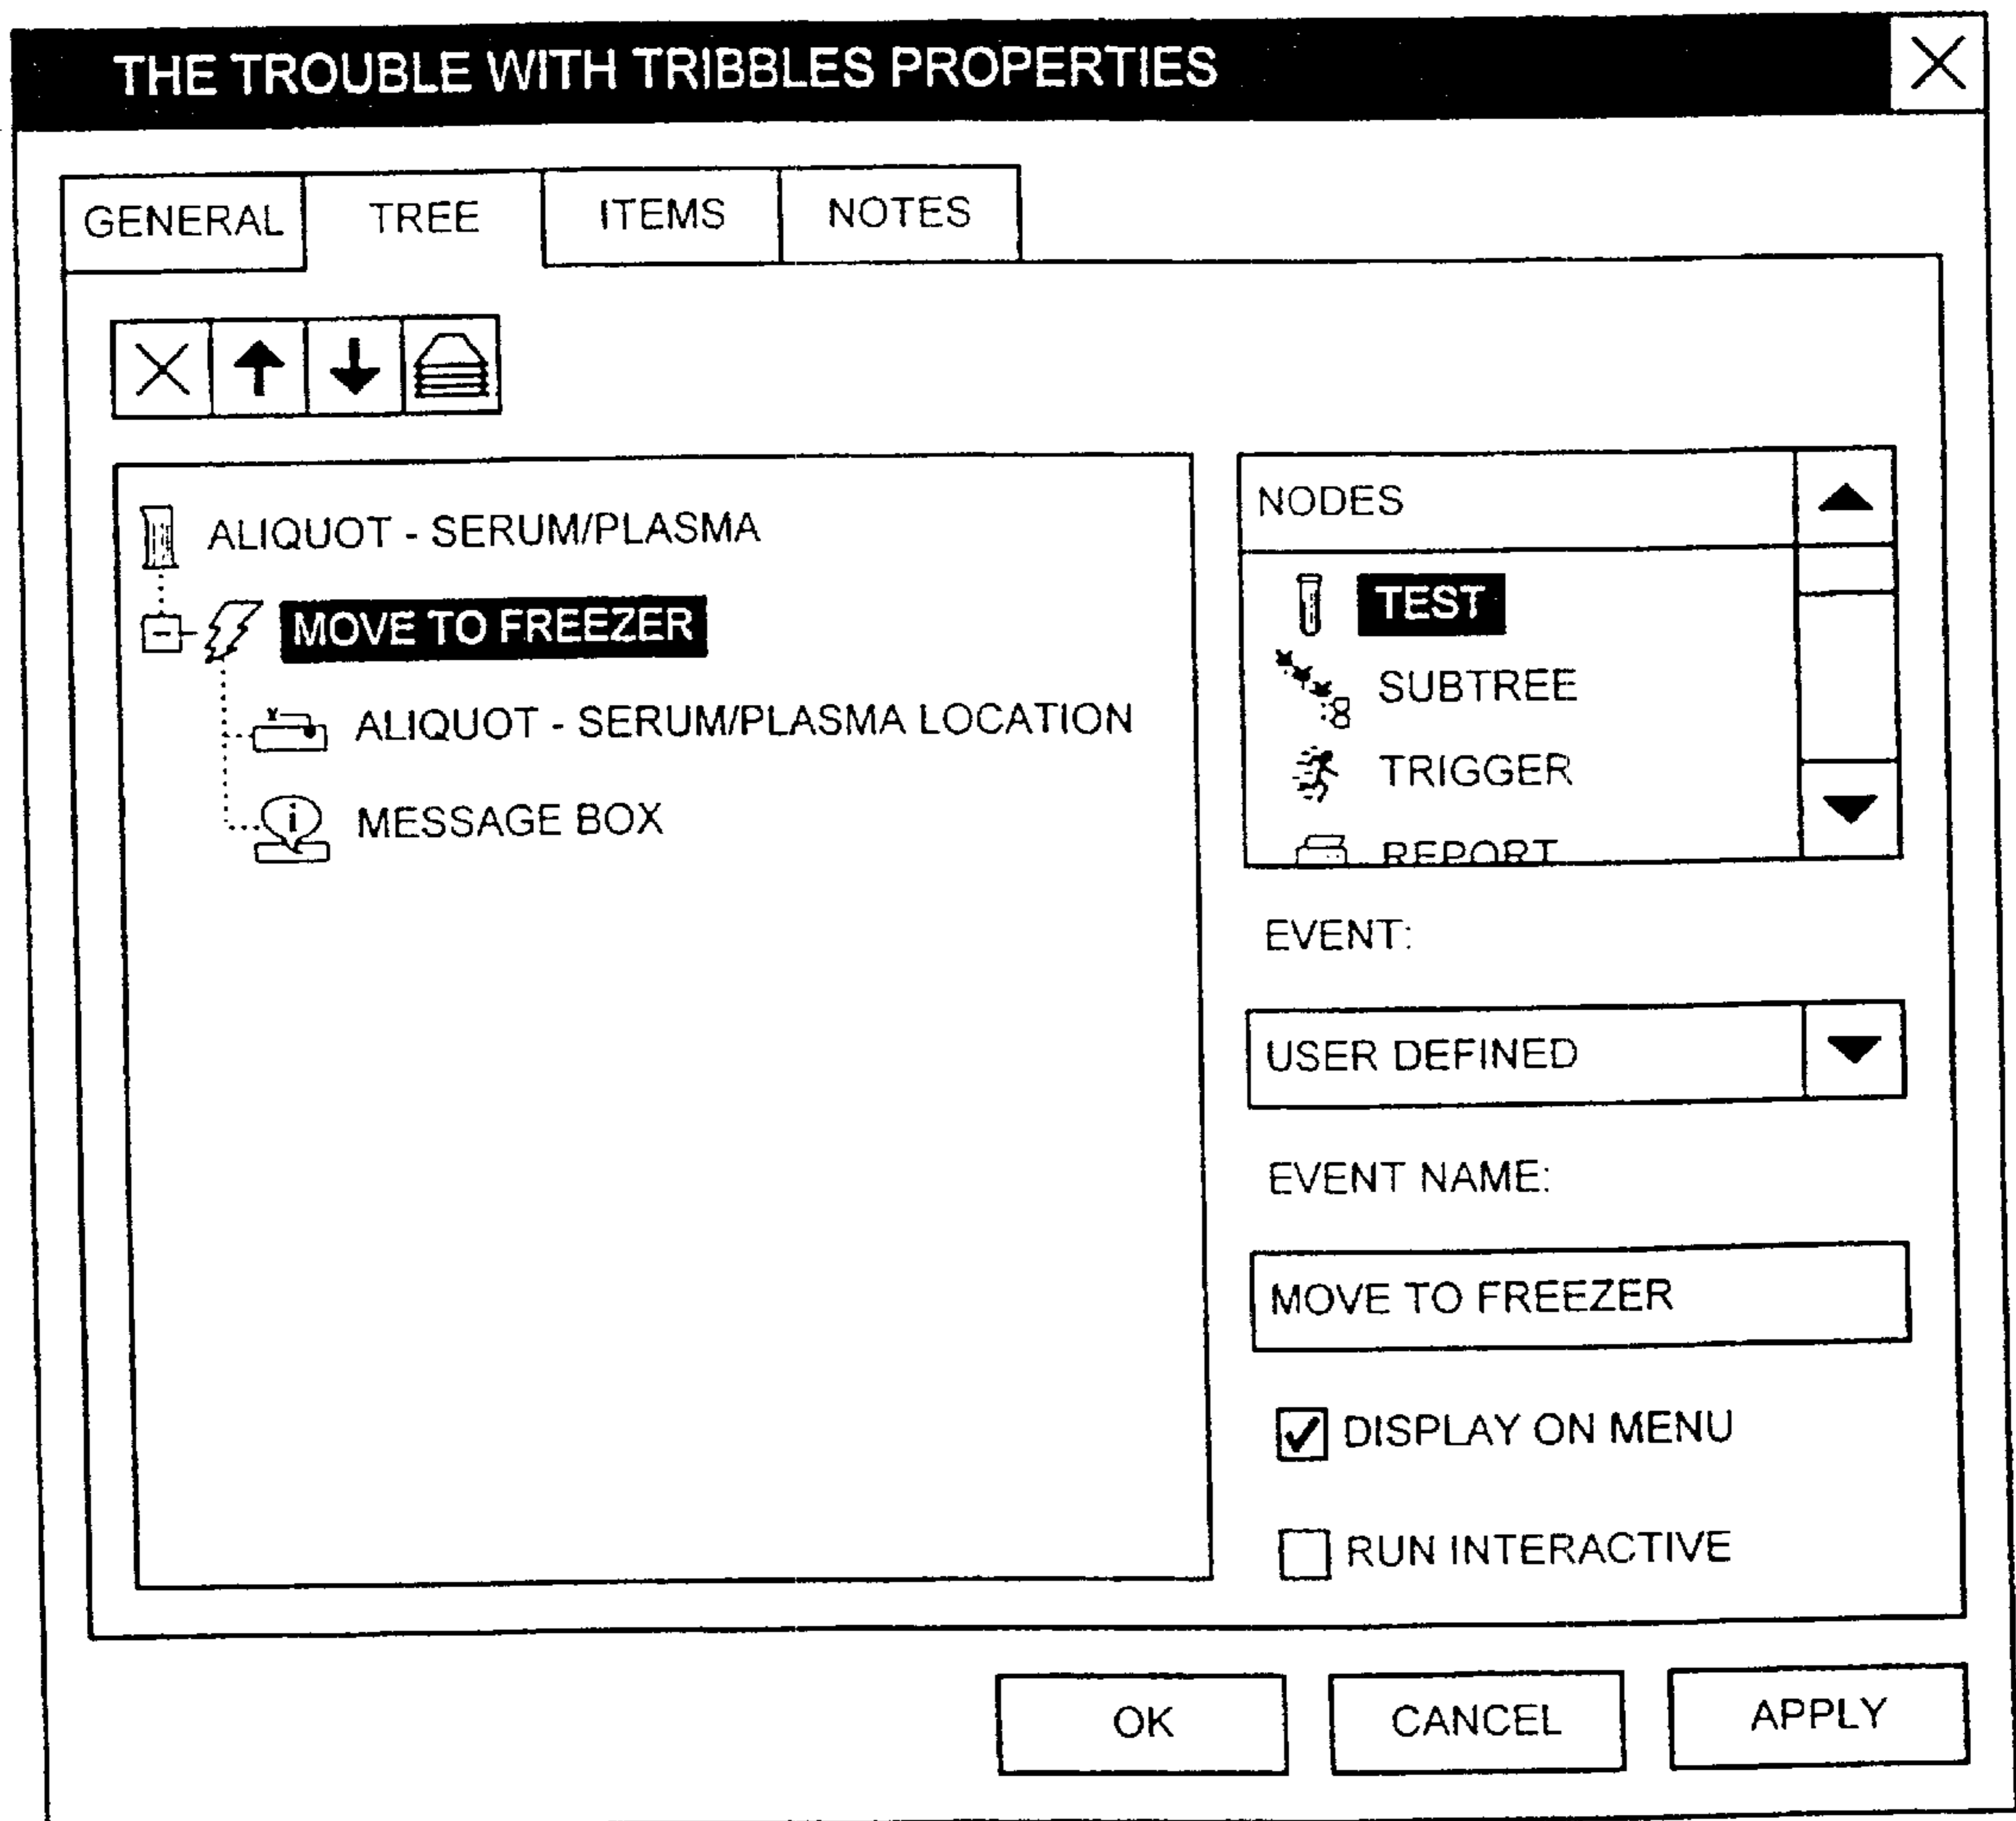 THE TROUBLE WITH TRIBBLES PROPERTIES
GENERAL TREE ITEMS NOTES
ALIQUOT - SERUM/PLASMA
MOVE TO FREEZER
ALIQUOT - SERUM/PLASMA LOCATION
MESSAGE BOX
NODES
TEST
SUBTREE
TRIGGER
REPORT
EVENT:
USER DEFINED
EVENT NAME:
MOVE TO FREEZER
DISPLAY ON MENU
RUN INTERACTIVE
OK CANCEL APPLY